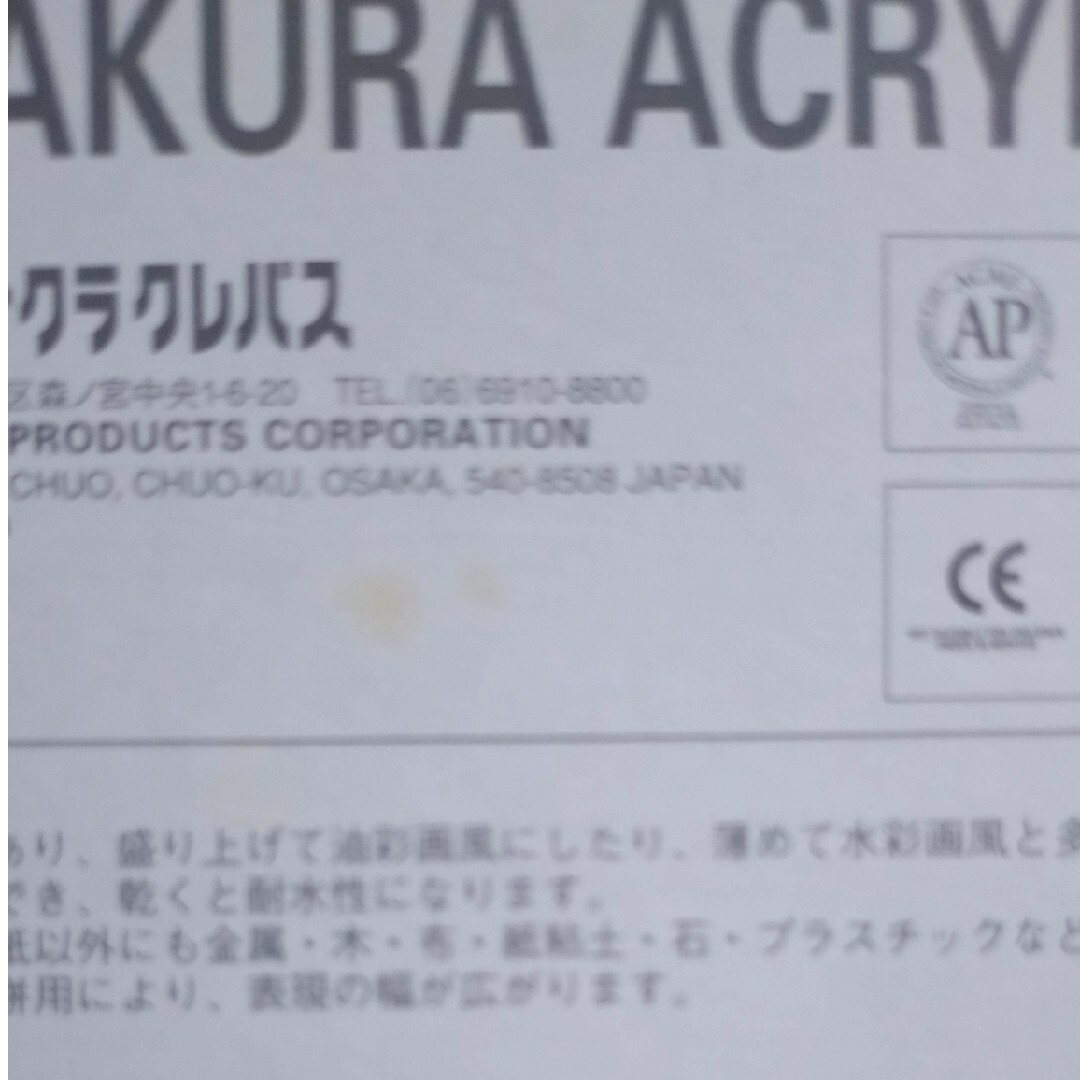 AKURA ACRYL
クラクレパス
区森ノ宮中央1-6-20 TEL.(06)6910-8800
PRODUCTS CORPORATION
CHUO, CHUO-KU, OSAKA, 540-8508 JAPAN
ACMI
AP
CE
あり、盛り上げて油彩画風にしたり、薄めて水彩画風と多
でき、乾くと耐水性になります。
紙以外にも金属・木・布・紙粘土・石・プラスチックなど
併用により、表現の幅が広がります。